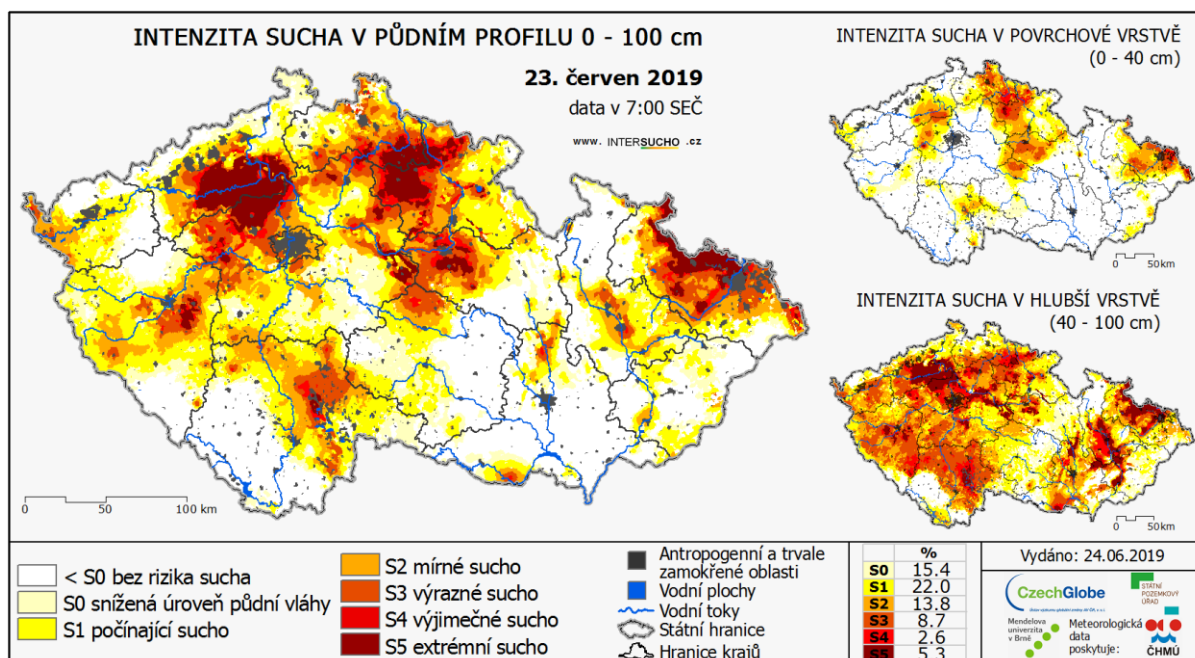 INTENZITA SUCHA V PŮDNÍM PROFILU 0 - 100 cm
23. červen 2019
data v 7:00 SEČ
www. INTERSUCHO .cz
INTENZITA SUCHA V POVRCHOVÉ VRSTVĚ
(0 - 40 cm)
0 50km
INTENZITA SUCHA V HLUBŠÍ VRSTVĚ
(40 - 100 cm)
0 50km
0 50 100 km
< S0 bez rizika sucha
S0 snížená úroveň půdní vláhy
S1 počínající sucho
S2 mírné sucho
S3 výrazné sucho
S4 výjimečné sucho
S5 extrémní sucho
Antropogenní a trvale
zamokřené oblasti
Vodní plochy
Vodní toky
Státní hranice
Hranice krajů
%
S0 15.4
S1 22.0
S2 13.8
S3 8.7
S4 2.6
S5 5.3
Vydáno: 24.06.2019
CzechGlobe
STÁTNÍ
POZEMKOVÝ
ÚŘAD
Mendelova
univerzita
v Brně
Meteorologická
data
poskytuje:
ČHMÚ